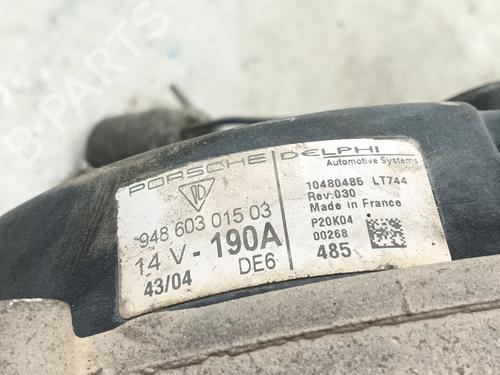 B-PARTS
PORSCHE
DELPHI
Automotive Systems
948 603 015 03
14 V - 190A
43/04 DE6
10480485 LT744
Rev.030
Made in France
P20K04
00268
485